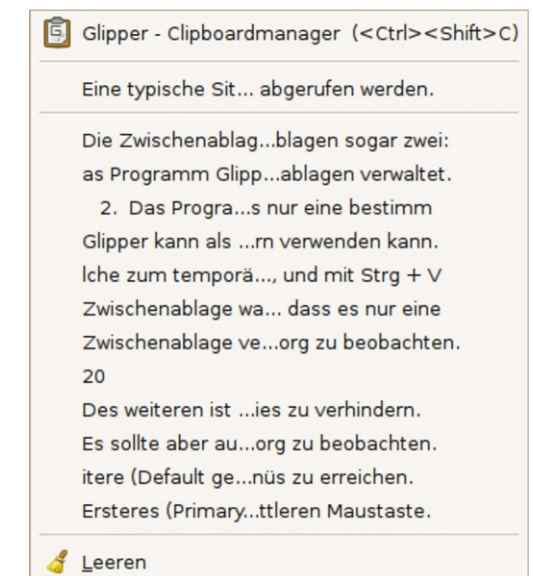 Glipper - Clipboardmanager (<Ctrl><Shift>C)
Eine typische Sit... abgerufen werden.
Die Zwischenablag...blagen sogar zwei:
as Programm Glipp...ablagen verwaltet.
2. Das Progra...s nur eine bestimm
Glipper kann als ...rn verwenden kann.
lche zum temporä..., und mit Strg + V
Zwischenablage wa... dass es nur eine
Zwischenablage ve...org zu beobachten.
20
Des weiteren ist ...ies zu verhindern.
Es sollte aber au...org zu beobachten.
itere (Default ge...nüs zu erreichen.
Ersteres (Primary...ttleren Maustaste.
Leeren